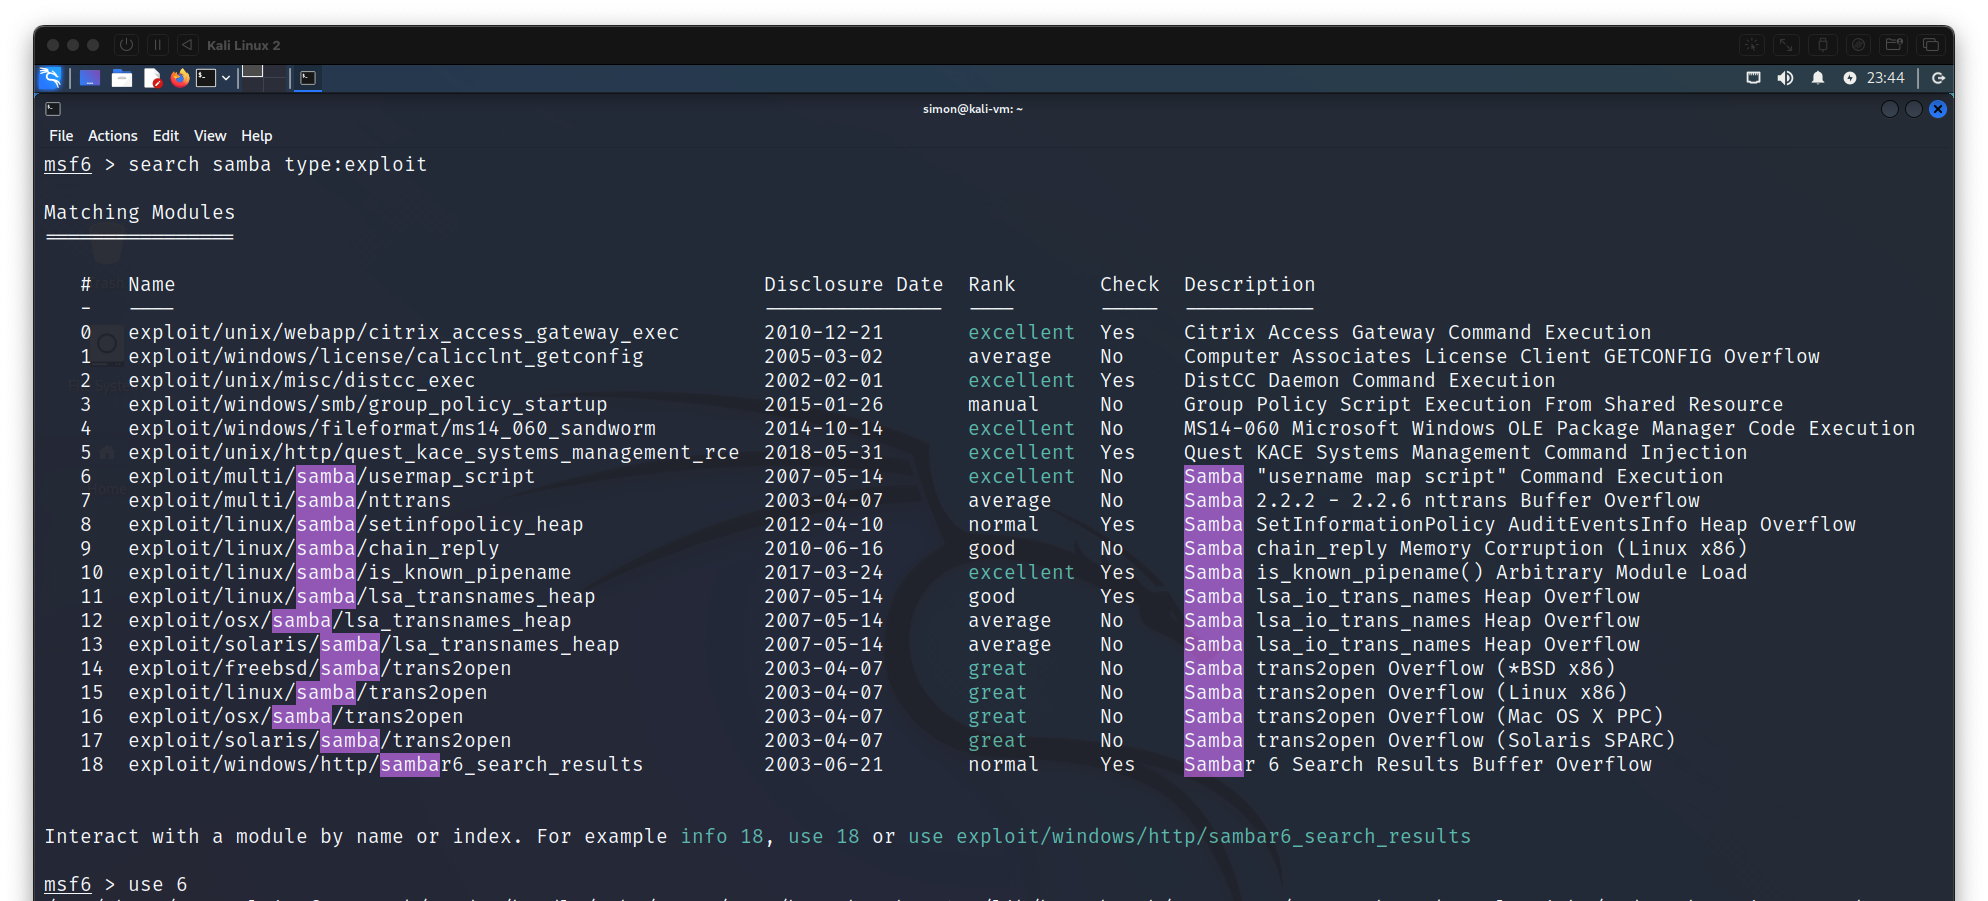 Kali Linux 2
23:44
simon@kali-vm: ~
File Actions Edit View Help
msf6 > search samba type:exploit
Matching Modules
================
# Name Disclosure Date Rank Check Description
- ---- --------------- ---- ----- -----------
0 exploit/unix/webapp/citrix_access_gateway_exec 2010-12-21 excellent Yes Citrix Access Gateway Command Execution
1 exploit/windows/license/calicclnt_getconfig 2005-03-02 average No Computer Associates License Client GETCONFIG Overflow
2 exploit/unix/misc/distcc_exec 2002-02-01 excellent Yes DistCC Daemon Command Execution
3 exploit/windows/smb/group_policy_startup 2015-01-26 manual No Group Policy Script Execution From Shared Resource
4 exploit/windows/fileformat/ms14_060_sandworm 2014-10-14 excellent No MS14-060 Microsoft Windows OLE Package Manager Code Execution
5 exploit/unix/http/quest_kace_systems_management_rce 2018-05-31 excellent Yes Quest KACE Systems Management Command Injection
6 exploit/multi/samba/usermap_script 2007-05-14 excellent No Samba "username map script" Command Execution
7 exploit/multi/samba/nttrans 2003-04-07 average No Samba 2.2.2 - 2.2.6 nttrans Buffer Overflow
8 exploit/linux/samba/setinfopolicy_heap 2012-04-10 normal Yes Samba SetInformationPolicy AuditEventsInfo Heap Overflow
9 exploit/linux/samba/chain_reply 2010-06-16 good No Samba chain_reply Memory Corruption (Linux x86)
10 exploit/linux/samba/is_known_pipename 2017-03-24 excellent Yes Samba is_known_pipename() Arbitrary Module Load
11 exploit/linux/samba/lsa_transnames_heap 2007-05-14 good Yes Samba lsa_io_trans_names Heap Overflow
12 exploit/osx/samba/lsa_transnames_heap 2007-05-14 average No Samba lsa_io_trans_names Heap Overflow
13 exploit/solaris/samba/lsa_transnames_heap 2007-05-14 average No Samba lsa_io_trans_names Heap Overflow
14 exploit/freebsd/samba/trans2open 2003-04-07 great No Samba trans2open Overflow (*BSD x86)
15 exploit/linux/samba/trans2open 2003-04-07 great No Samba trans2open Overflow (Linux x86)
16 exploit/osx/samba/trans2open 2003-04-07 great No Samba trans2open Overflow (Mac OS X PPC)
17 exploit/solaris/samba/trans2open 2003-04-07 great No Samba trans2open Overflow (Solaris SPARC)
18 exploit/windows/http/sambar6_search_results 2003-06-21 normal Yes Sambar 6 Search Results Buffer Overflow
Interact with a module by name or index. For example info 18, use 18 or use exploit/windows/http/sambar6_search_results
msf6 > use 6